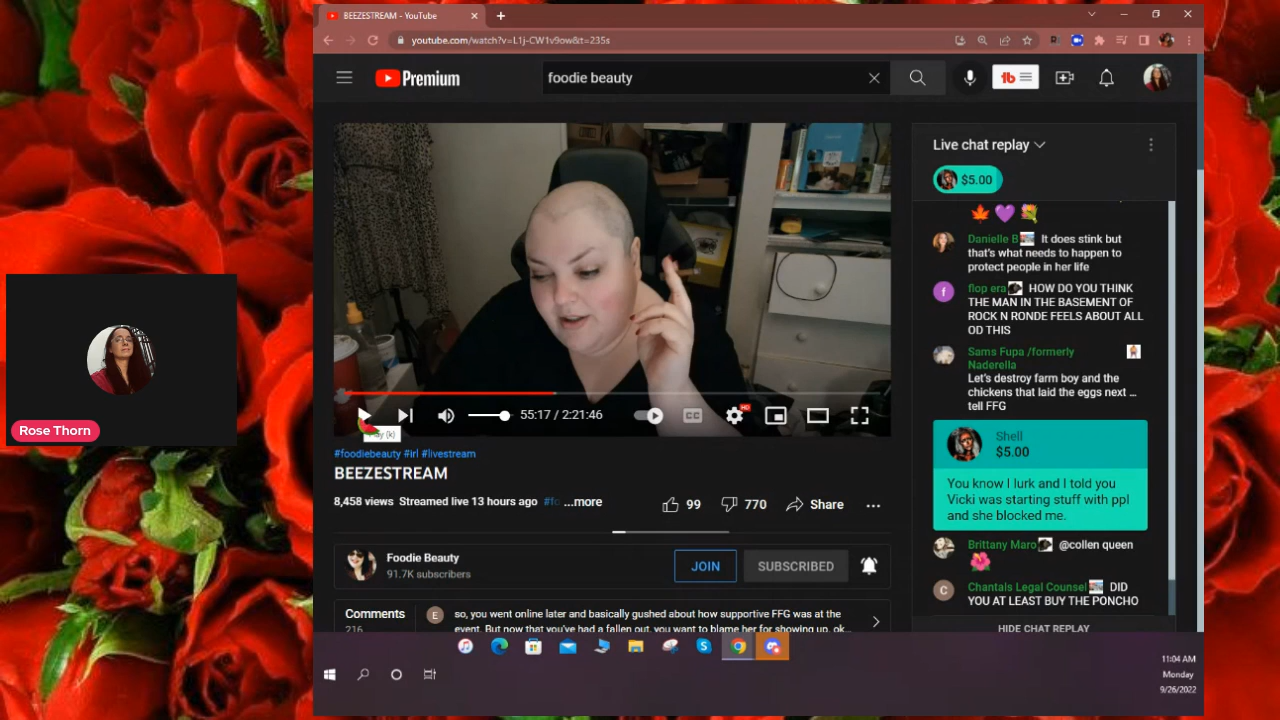 BEEZESTREAM - YouTube
youtube.com/watch?v=L1j-CW1v9ow&t=235s
Premium
foodie beauty
Live chat replay
$5.00
Danielle B It does stink but
that's what needs to happen to
protect people in her life
flop era HOW DO YOU THINK
THE MAN IN THE BASEMENT OF
ROCK N RONDE FEELS ABOUT ALL
OD THIS
Sams Fupa /formerly
Naderella
Let's destroy farm boy and the
chickens that laid the eggs next ...
tell FFG
Shell
$5.00
You know I lurk and I told you
Vicki was starting stuff with ppl
and she blocked me.
Brittany Maro @collen queen
Chantals Legal Counsel DID
YOU AT LEAST BUY THE PONCHO
HIDE CHAT REPLAY
55:17 / 2:21:46
CC
HD
(k)
#foodiebeauty #irl #livestream
BEEZESTREAM
8,458 views Streamed live 13 hours ago #fo ...more
99
770
Share
Foodie Beauty
91.7K subscribers
JOIN
SUBSCRIBED
Comments
216
E
so, you went online later and basically gushed about how supportive FFG was at the
event. But now that you've had a fallen out, you want to blame her for showing up. ok...
Rose Thorn
11:04 AM
Monday
9/26/2022